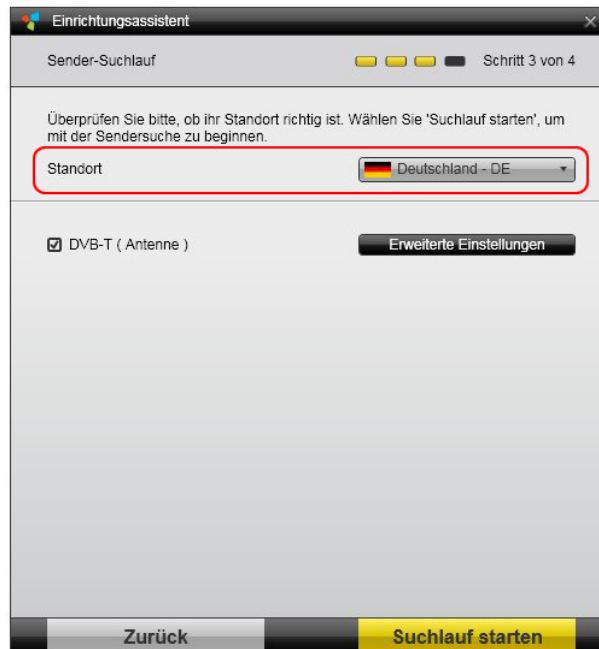 Einrichtungsassistent
Sender-Suchlauf
Schritt 3 von 4
Überprüfen Sie bitte, ob ihr Standort richtig ist. Wählen Sie 'Suchlauf starten', um
mit der Sendersuche zu beginnen.
Standort
Deutschland - DE
DVB-T ( Antenne )
Erweiterte Einstellungen
Zurück
Suchlauf starten